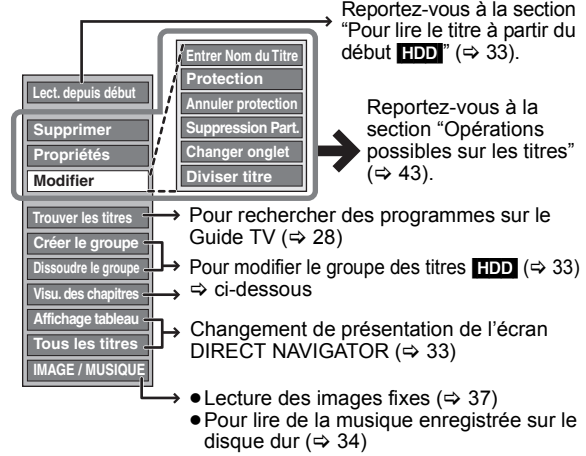 Reportez-vous à la section
“Pour lire le titre à partir du
début HDD” (⇨ 33).
Lect. depuis début
Supprimer
Propriétés
Modifier
Entrer Nom du Titre
Protection
Annuler protection
Suppression Part.
Changer onglet
Diviser titre
Reportez-vous à la
section “Opérations
possibles sur les titres”
(⇨ 43).
Trouver les titres
Créer le groupe
Dissoudre le groupe
Visu. des chapitres
Affichage tableau
Tous les titres
IMAGE / MUSIQUE
Pour rechercher des programmes sur le
Guide TV (⇨ 28)
Pour modifier le groupe des titres HDD (⇨ 33)
⇨ ci-dessous
Changement de présentation de l’écran
DIRECT NAVIGATOR (⇨ 33)
●Lecture des images fixes (⇨ 37)
●Pour lire de la musique enregistrée sur le
disque dur (⇨ 34)